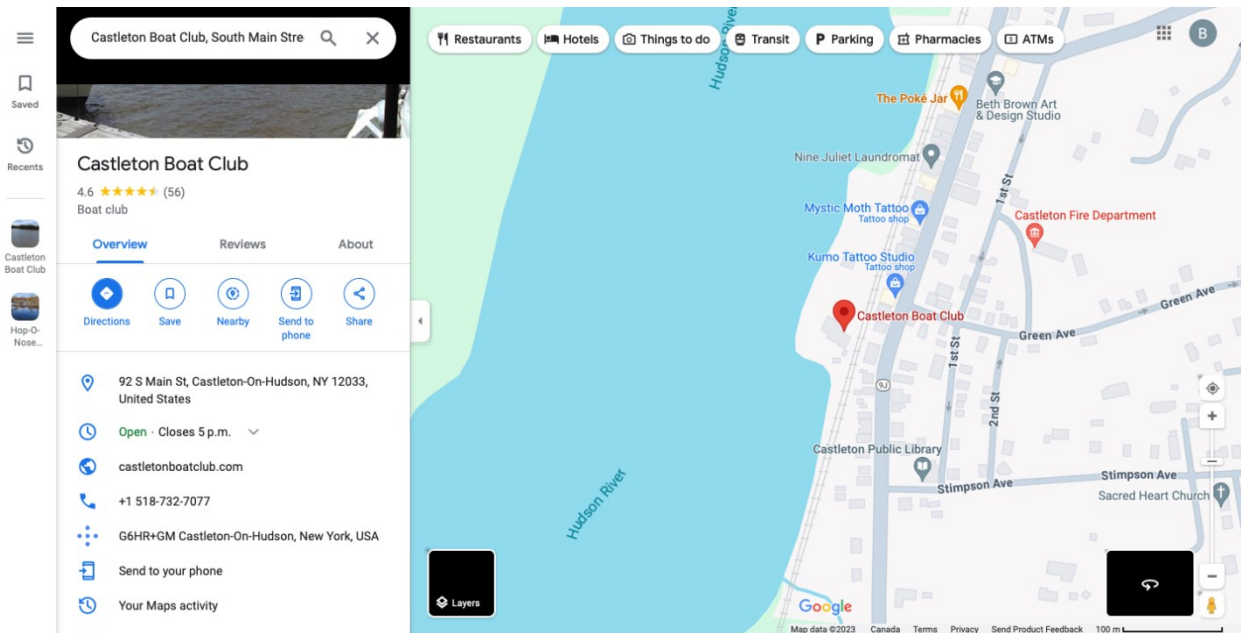 Castleton Boat Club, South Main Stre
Saved
Recents
Castleton
Boat Club
Hop-O-
Nose...
Castleton Boat Club
4.6 (56)
Boat club
Overview Reviews About
Directions
Save
Nearby
Send to
phone
Share
92 S Main St, Castleton-On-Hudson, NY 12033,
United States
Open · Closes 5 p.m.
castletonboatclub.com
+1 518-732-7077
G6HR+GM Castleton-On-Hudson, New York, USA
Send to your phone
Your Maps activity
Restaurants
Hotels
Things to do
Transit
P Parking
Pharmacies
ATMs
B
Hudson River
The Poké Jar
Beth Brown Art
& Design Studio
Nine Juliet Laundromat
1st St
Mystic Moth Tattoo
Tattoo shop
Castleton Fire Department
Kumo Tattoo Studio
Tattoo shop
Castleton Boat Club
Green Ave
Green Ave
1st St
9J
2nd St
Castleton Public Library
Stimpson Ave
Stimpson Ave
Sacred Heart Church
Hudson River
Layers
Google
Map data ©2023 Canada Terms Privacy Send Product Feedback 100 m